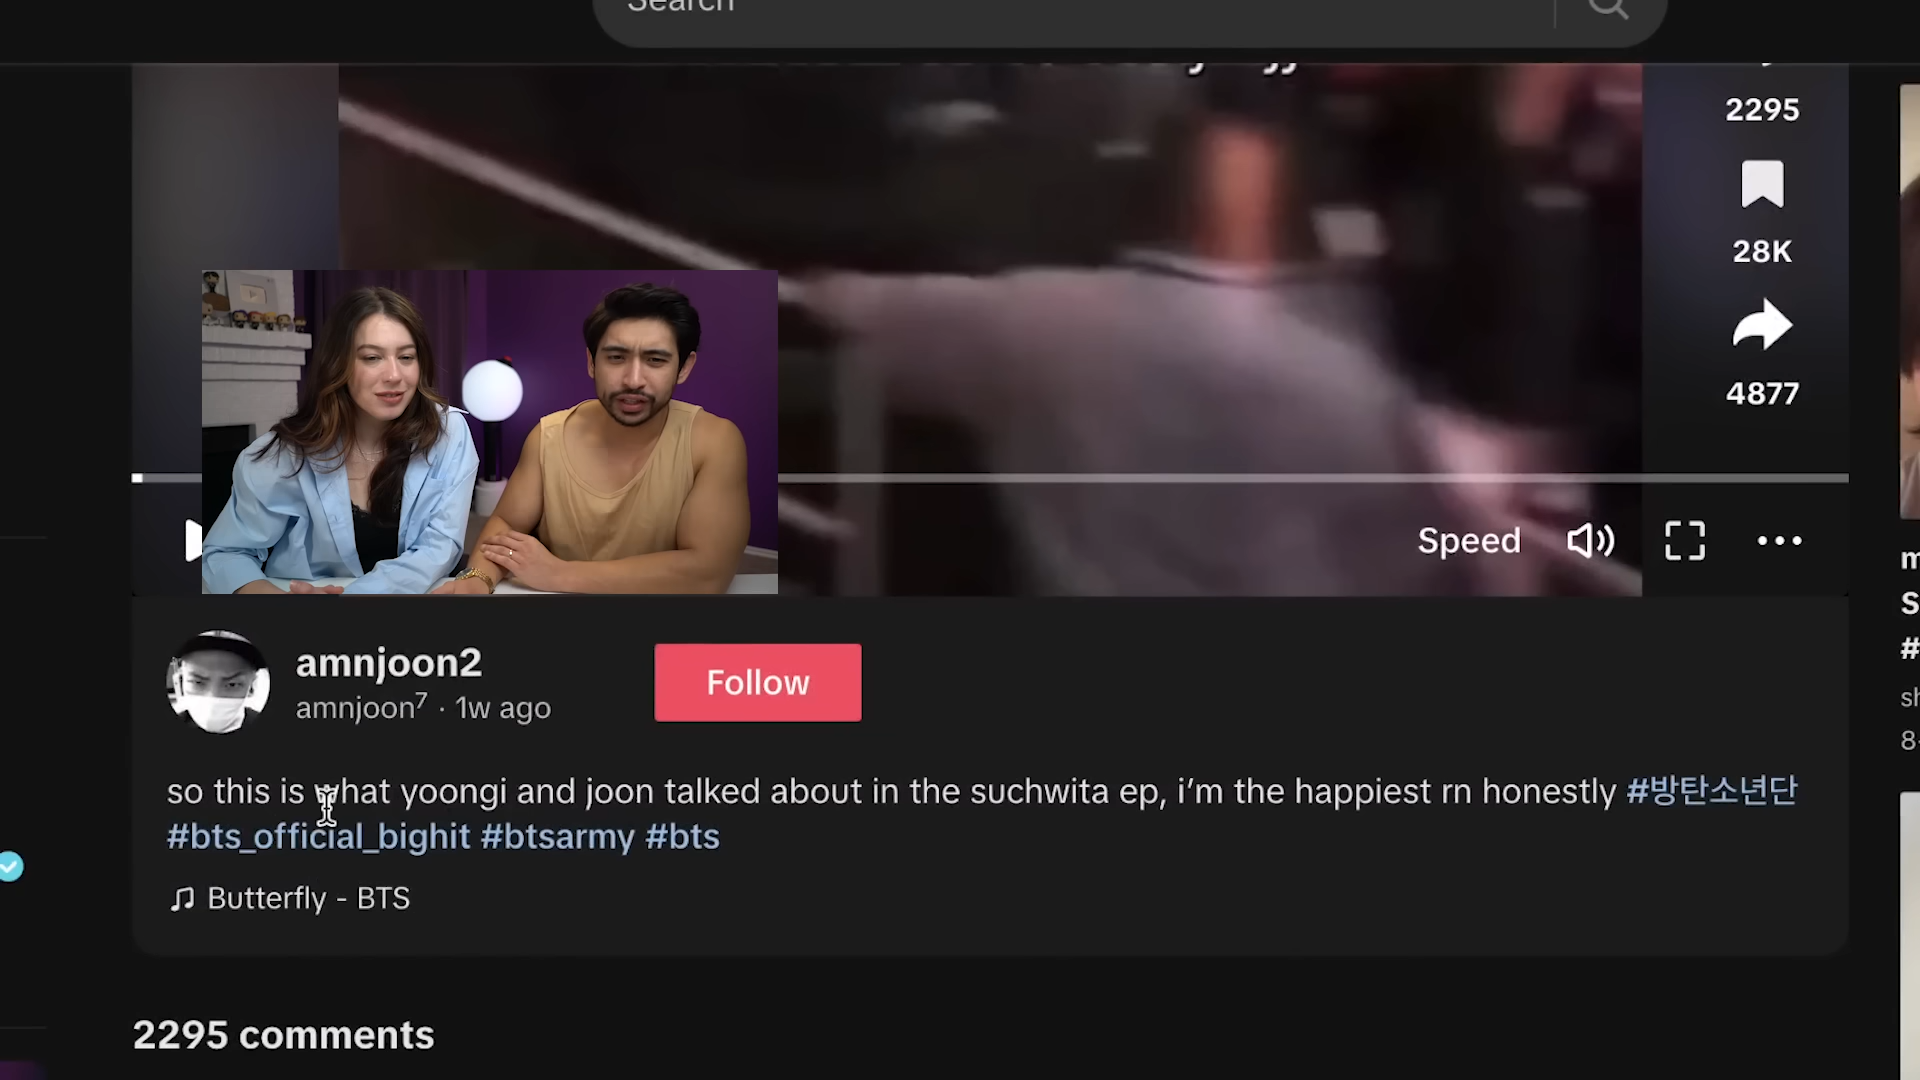 Search
2295
28K
4877
Speed
amnjoon2
amnjoon⁷ · 1w ago
Follow
so this is what yoongi and joon talked about in the suchwita ep, i’m the happiest rn honestly #방탄소년단
#bts_official_bighit #btsarmy #bts
Butterfly - BTS
2295 comments